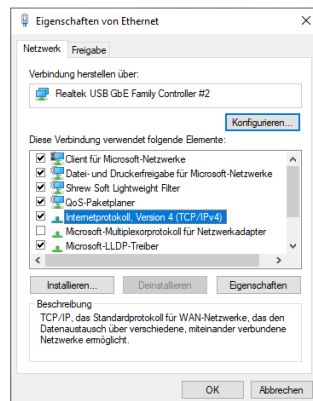 Eigenschaften von Ethernet
Netzwerk Freigabe
Verbindung herstellen über:
Realtek USB GbE Family Controller #2
Konfigurieren...
Diese Verbindung verwendet folgende Elemente:
Client für Microsoft-Netzwerke
Datei- und Druckerfreigabe für Microsoft-Netzwerke
Shrew Soft Lightweight Filter
QoS-Paketplaner
Internetprotokoll, Version 4 (TCP/IPv4)
Microsoft-Multiplexorprotokoll für Netzwerkadapter
Microsoft-LLDP-Treiber
Installieren... Deinstallieren Eigenschaften
Beschreibung
TCP/IP, das Standardprotokoll für WAN-Netzwerke, das den
Datenaustausch über verschiedene, miteinander verbundene
Netzwerke ermöglicht.
OK Abbrechen